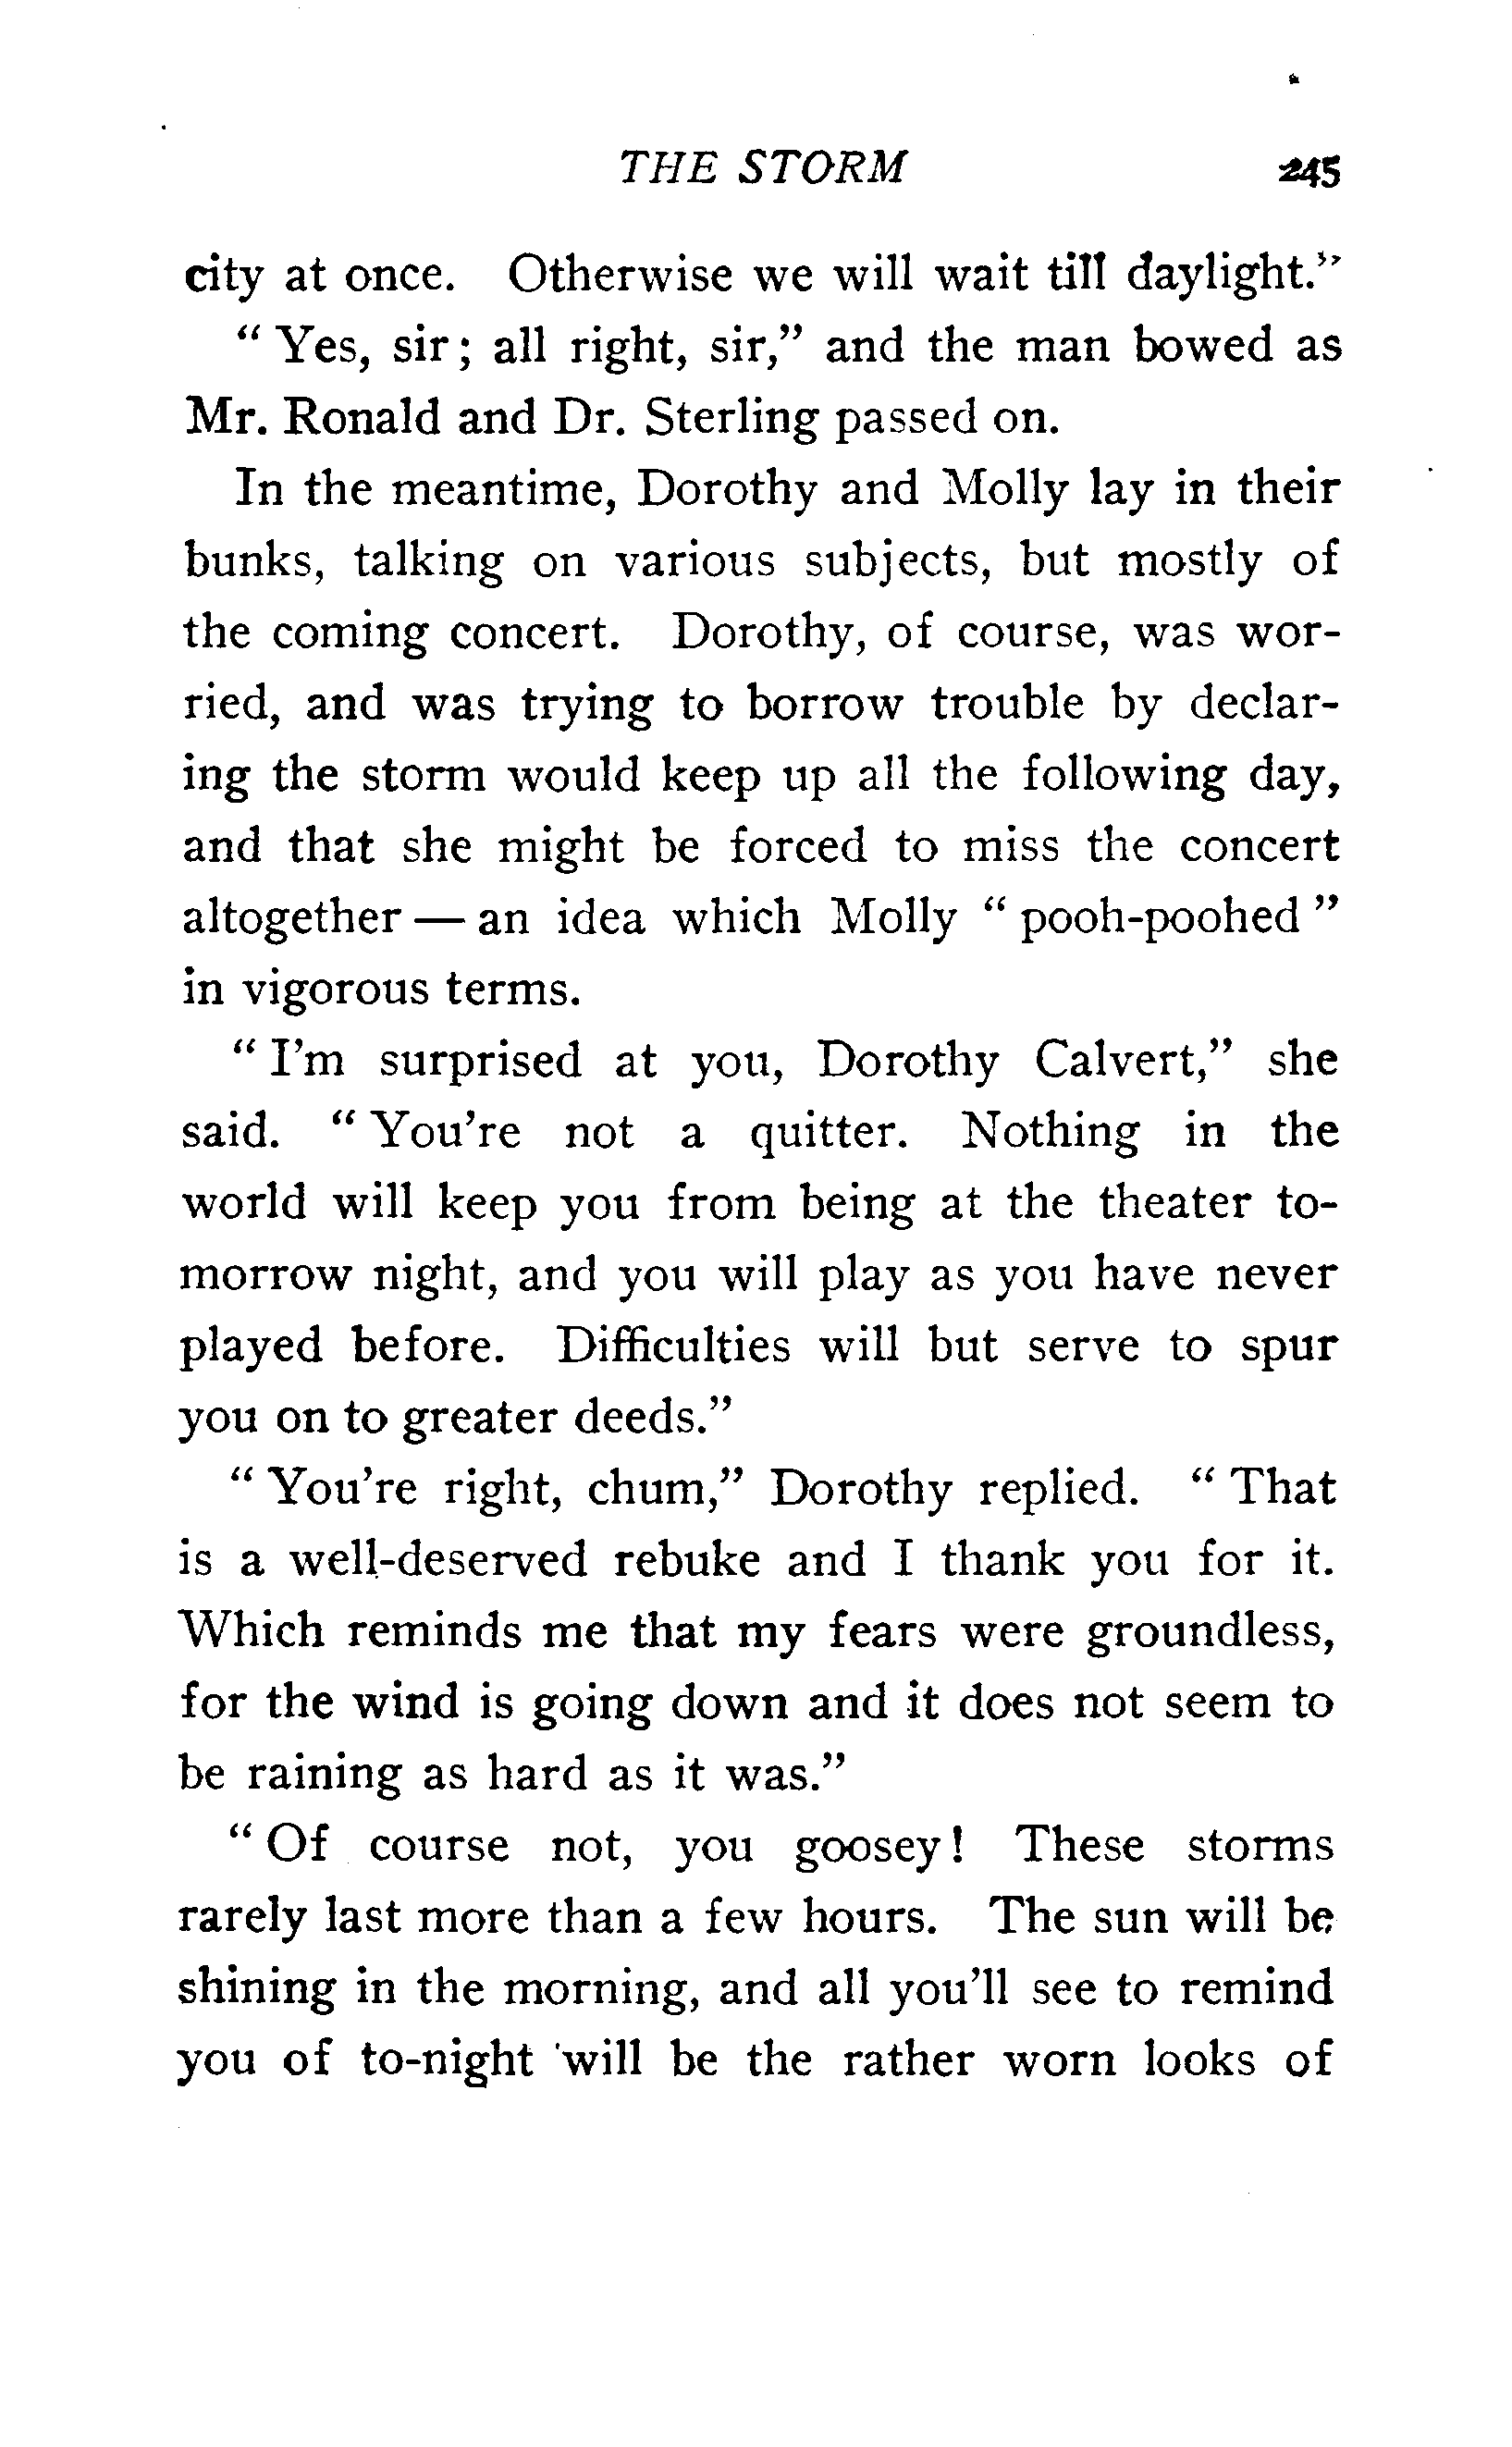 THE STORM 245
city at once. Otherwise we will wait till daylight."
" Yes, sir; all right, sir," and the man bowed as
Mr. Ronald and Dr. Sterling passed on.
In the meantime, Dorothy and Molly lay in their
bunks, talking on various subjects, but mostly of
the coming concert. Dorothy, of course, was wor-
ried, and was trying to borrow trouble by declar-
ing the storm would keep up all the following day,
and that she might be forced to miss the concert
altogether — an idea which Molly " pooh-poohed "
in vigorous terms.
" I'm surprised at you, Dorothy Calvert," she
said. " You're not a quitter. Nothing in the
world will keep you from being at the theater to-
morrow night, and you will play as you have never
played before. Difficulties will but serve to spur
you on to greater deeds."
" You're right, chum," Dorothy replied. " That
is a well-deserved rebuke and I thank you for it.
Which reminds me that my fears were groundless,
for the wind is going down and it does not seem to
be raining as hard as it was."
" Of course not, you goosey! These storms
rarely last more than a few hours. The sun will be
shining in the morning, and all you'll see to remind
you of to-night will be the rather worn looks of